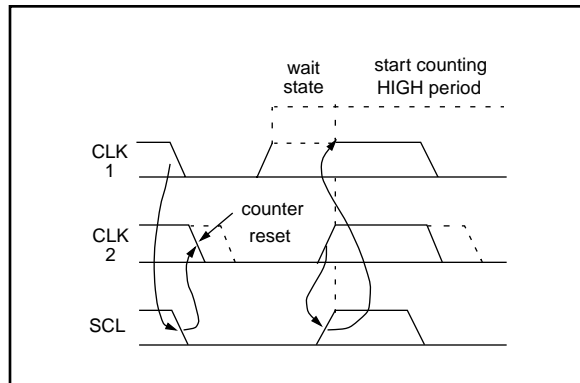 wait
state
start counting
HIGH period
CLK
1
counter
reset
CLK
2
SCL